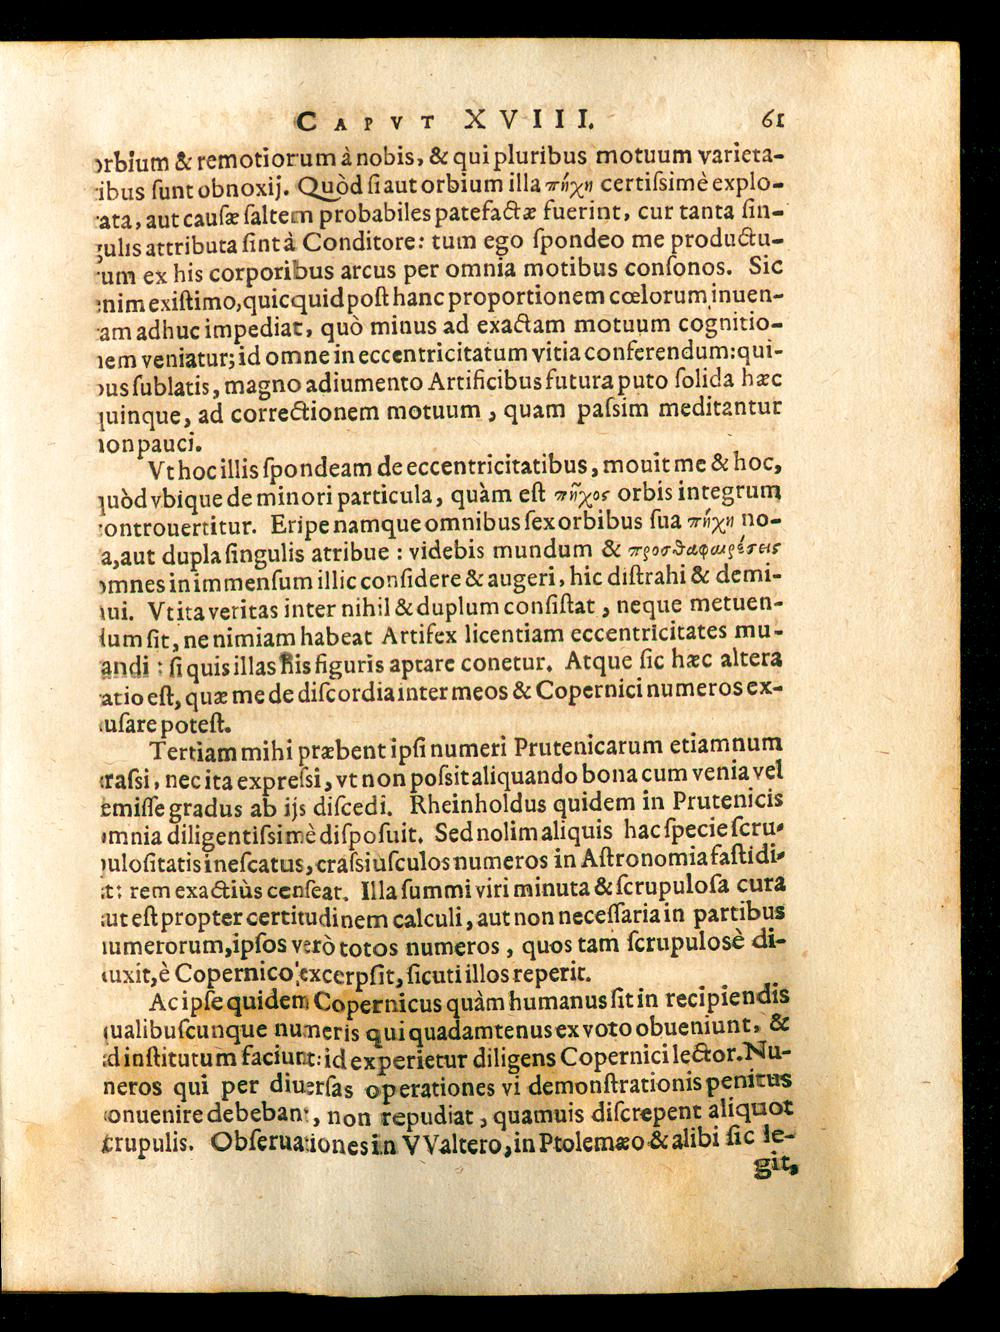 CAPVT XVIII. 61
orbium & remotiorum à nobis, & qui pluribus motuum varieta-
ibus ſunt obnoxij. Quòd ſi aut orbium illa πήχη certiſsimè explo-
rata, aut cauſæ ſaltem probabiles patefactæ fuerint, cur tanta ſin-
gulis attributa ſint à Conditore: tum ego ſpondeo me productu-
rum ex his corporibus arcus per omnia motibus conſonos. Sic
enim exiſtimo, quicquid poſt hanc proportionem cœlorum inuen-
tam adhuc impediat, quò minus ad exactam motuum cognitio-
nem veniatur; id omne in eccentricitatum vitia conferendum: qui-
bus ſublatis, magno adiumento Artificibus futura puto ſolida hæc
quinque, ad correctionem motuum, quam paſsim meditantur
non pauci.
Vt hoc illis ſpondeam de eccentricitatibus, mouit me & hoc,
quòd vbique de minori particula, quàm eſt πῆχος orbis integrum
controuertitur. Eripe namque omnibus ſex orbibus ſua πήχη no-
a, aut dupla ſingulis atribue: videbis mundum & προσθαφαιρέσεις
omnes in immenſum illic conſidere & augeri, hic diſtrahi & demi-
nui. Vt ita veritas inter nihil & duplum conſiſtat, neque metuen-
dum ſit, ne nimiam habeat Artifex licentiam eccentricitates mu-
andi: ſi quis illas his figuris aptare conetur. Atque ſic hæc altera
ratio eſt, quæ me de diſcordia inter meos & Copernici numeros ex-
cuſare poteſt.
Tertiam mihi præbent ipſi numeri Prutenicarum etiamnum
craſsi, nec ita expreſsi, vt non poſsit aliquando bona cum venia vel
emiſſe gradus ab ijs diſcedi. Rheinholdus quidem in Prutenicis
omnia diligentiſsimè diſpoſuit. Sed nolim aliquis hac ſpecie ſcru-
puloſitatis ineſcatus, craſsiuſculos numeros in Aſtronomia faſtidi-
at: rem exactiùs cenſeat. Illa ſummi viri minuta & ſcrupuloſa cura
aut eſt propter certitudinem calculi, aut non neceſſaria in partibus
numerorum, ipſos verò totos numeros, quos tam ſcrupulosè di-
duxit, è Copernico excerpſit, ſicuti illos reperit.
Ac ipſe quidem Copernicus quàm humanus ſit in recipiendis
qualibuſcunque numeris qui quadamtenus ex voto obueniunt, &
ad inſtitutum faciunt: id experietur diligens Copernici lector. Nu-
neros qui per diuerſas operationes vi demonſtrationis penitus
conuenire debebant, non repudiat, quamuis diſcrepent aliquot
ſcrupulis. Obſeruationes in VValtero, in Ptolemæo & alibi ſic le-
git,